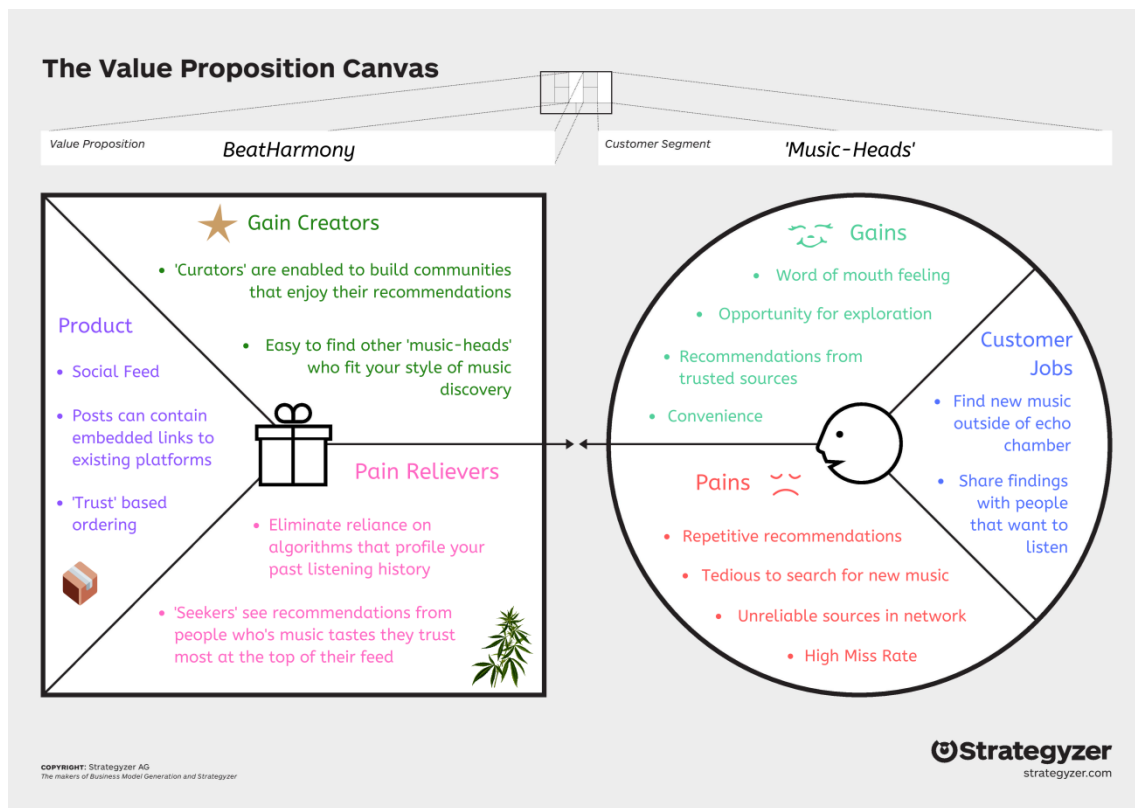 The Value Proposition Canvas
Value Proposition
BeatHarmony
Customer Segment
'Music-Heads'
Gain Creators
• 'Curators' are enabled to build communities
that enjoy their recommendations
• Easy to find other 'music-heads'
who fit your style of music
discovery
Product
• Social Feed
• Posts can contain
embedded links to
existing platforms
• 'Trust' based
ordering
Pain Relievers
• Eliminate reliance on
algorithms that profile your
past listening history
• 'Seekers' see recommendations from
people who's music tastes they trust
most at the top of their feed
Gains
• Word of mouth feeling
• Opportunity for exploration
• Recommendations from
trusted sources
• Convenience
Customer
Jobs
• Find new music
outside of echo
chamber
• Share findings
with people
that want to
listen
Pains
• Repetitive recommendations
• Tedious to search for new music
• Unreliable sources in network
• High Miss Rate
COPYRIGHT: Strategyzer AG
The makers of Business Model Generation and Strategyzer
Strategyzer
strategyzer.com